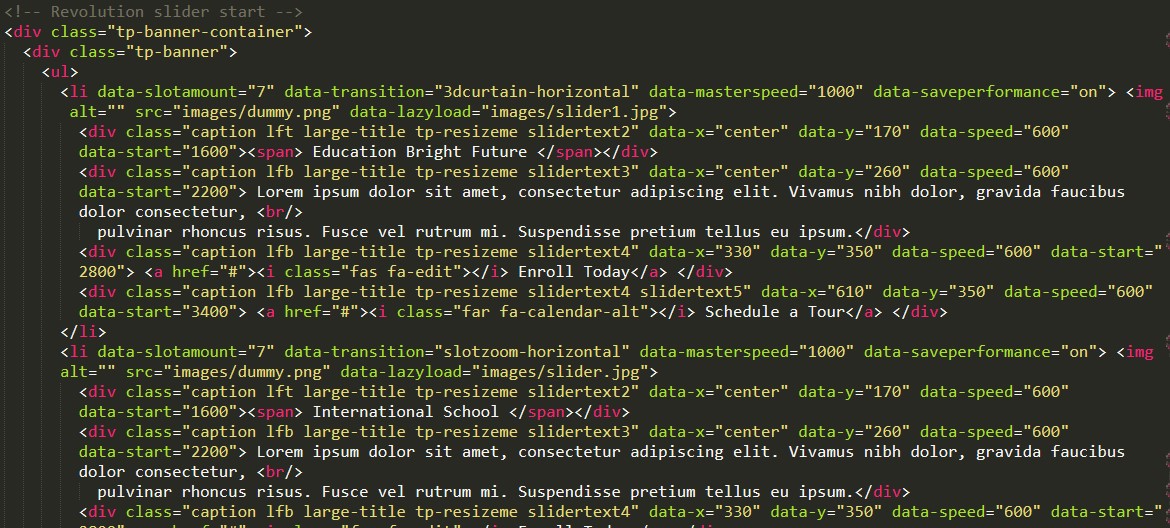 <!-- Revolution slider start -->
<div class="tp-banner-container">
<div class="tp-banner">
<ul>
<li data-slotamount="7" data-transition="3dcurtain-horizontal" data-masterspeed="1000" data-saveperformance="on"> <img
alt="" src="images/dummy.png" data-lazyload="images/slider1.jpg">
<div class="caption lft large-title tp-resizeme slidertext2" data-x="center" data-y="170" data-speed="600"
data-start="1600"><span> Education Bright Future </span></div>
<div class="caption lfb large-title tp-resizeme slidertext3" data-x="center" data-y="260" data-speed="600"
data-start="2200"> Lorem ipsum dolor sit amet, consectetur adipiscing elit. Vivamus nibh dolor, gravida faucibus
dolor consectetur, <br/>
pulvinar rhoncus risus. Fusce vel rutrum mi. Suspendisse pretium tellus eu ipsum.</div>
<div class="caption lfb large-title tp-resizeme slidertext4" data-x="330" data-y="350" data-speed="600" data-start="
2800"> <a href="#"><i class="fas fa-edit"></i> Enroll Today</a> </div>
<div class="caption lfb large-title tp-resizeme slidertext4 slidertext5" data-x="610" data-y="350" data-speed="600"
data-start="3400"> <a href="#"><i class="far fa-calendar-alt"></i> Schedule a Tour</a> </div>
</li>
<li data-slotamount="7" data-transition="slotzoom-horizontal" data-masterspeed="1000" data-saveperformance="on"> <img
alt="" src="images/dummy.png" data-lazyload="images/slider.jpg">
<div class="caption lft large-title tp-resizeme slidertext2" data-x="center" data-y="170" data-speed="600"
data-start="1600"><span> International School </span></div>
<div class="caption lfb large-title tp-resizeme slidertext3" data-x="center" data-y="260" data-speed="600"
data-start="2200"> Lorem ipsum dolor sit amet, consectetur adipiscing elit. Vivamus nibh dolor, gravida faucibus
dolor consectetur, <br/>
pulvinar rhoncus risus. Fusce vel rutrum mi. Suspendisse pretium tellus eu ipsum.</div>
<div class="caption lfb large-title tp-resizeme slidertext4" data-x="330" data-y="350" data-speed="600" data-start="